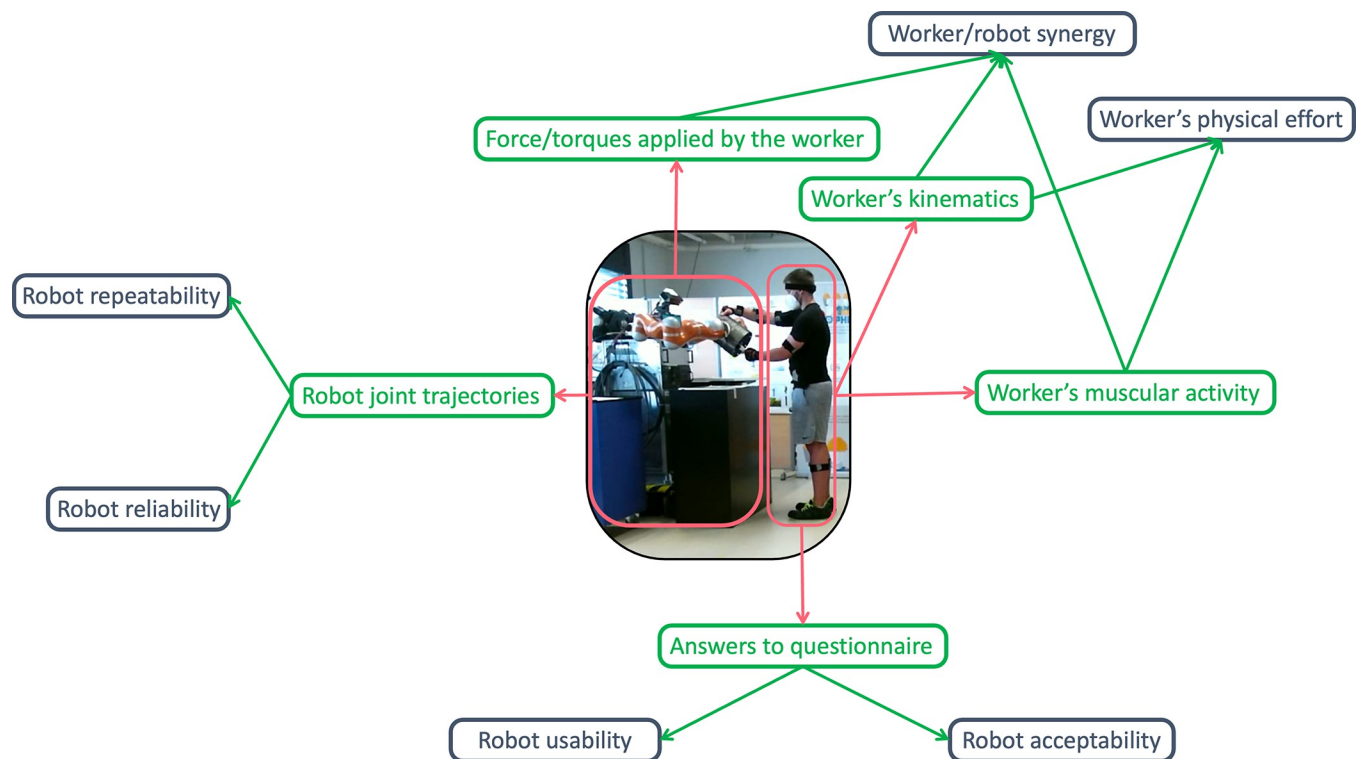 Worker/robot synergy
Worker's physical effort
Force/torques applied by the worker
Worker's kinematics
Robot repeatability
Robot joint trajectories
Worker's muscular activity
Robot reliability
Answers to questionnaire
Robot usability
Robot acceptability